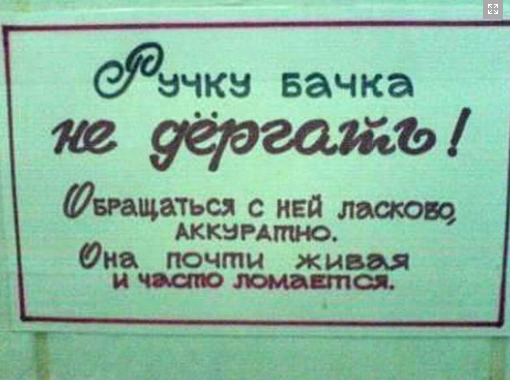 Ручку бачка
не дёргать!
Обращаться с ней ласково,
аккуратно.
Она почти живая
и часто ломается.